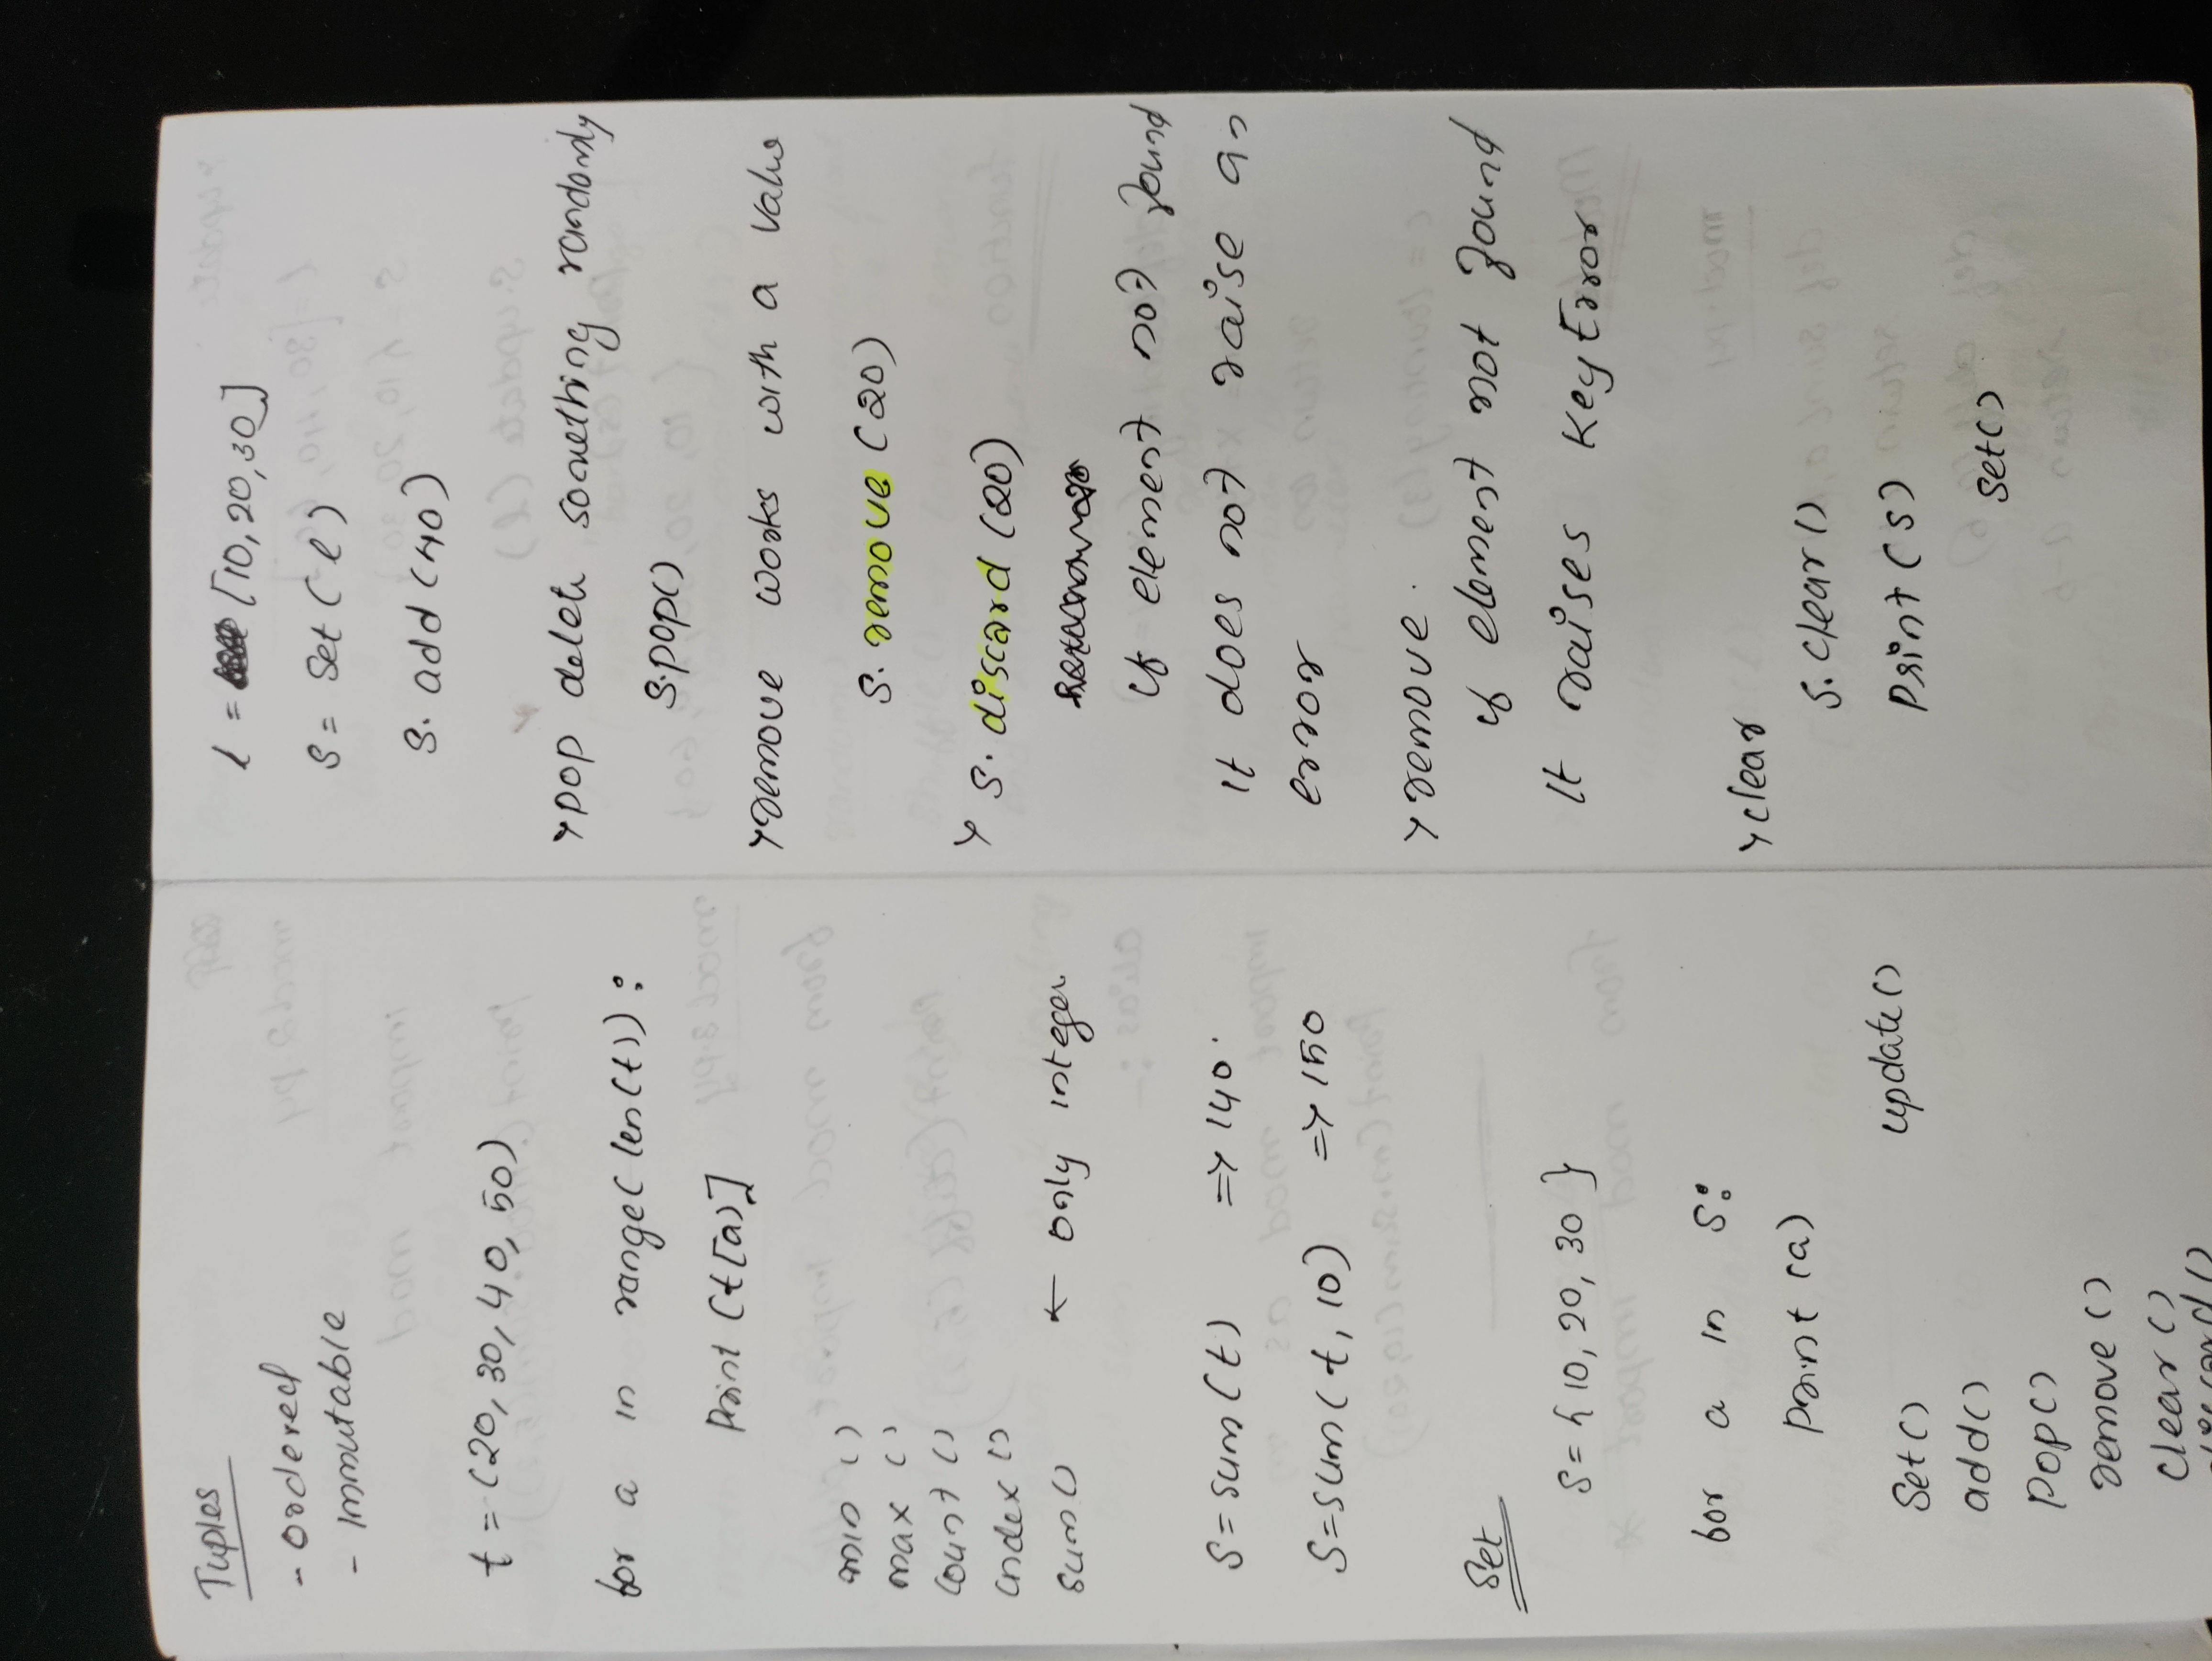 Tuples
- Ordered
- Immutable
t = (20, 30, 40, 50)
for a in range(len(t)):
Print (t[a)]
min ()
max ()
count ()
index ()
sum() ← only integer
S = sum(t) => 140.
S = sum(t, 10) => 150
Set
S = { 10, 20, 30 }
for a in S:
Print (a)
Set() update()
add()
Pop()
remove ()
clear ()
discard ()
l = [10, 20, 30]
S = Set (l)
S. add (40)
pop delete something randomly
S.pop()
remove works with a value
S. remove (20)
S. discard (20)
if element not found
It does not raise an
error
remove.
if element not found
It raises KeyError
clear
S. clear ()
Print (S)
Set()